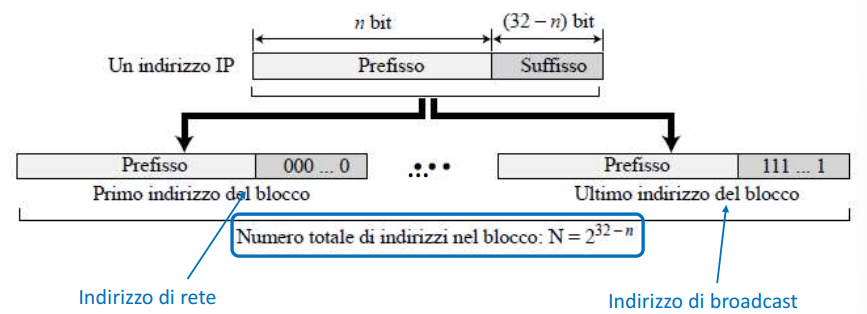 n bit (32 – n) bit
Un indirizzo IP Prefisso Suffisso
Prefisso 000 ... 0 ... Prefisso 111 ... 1
Primo indirizzo del blocco Ultimo indirizzo del blocco
Numero totale di indirizzi nel blocco: N = 2^{32 – n}
Indirizzo di rete Indirizzo di broadcast